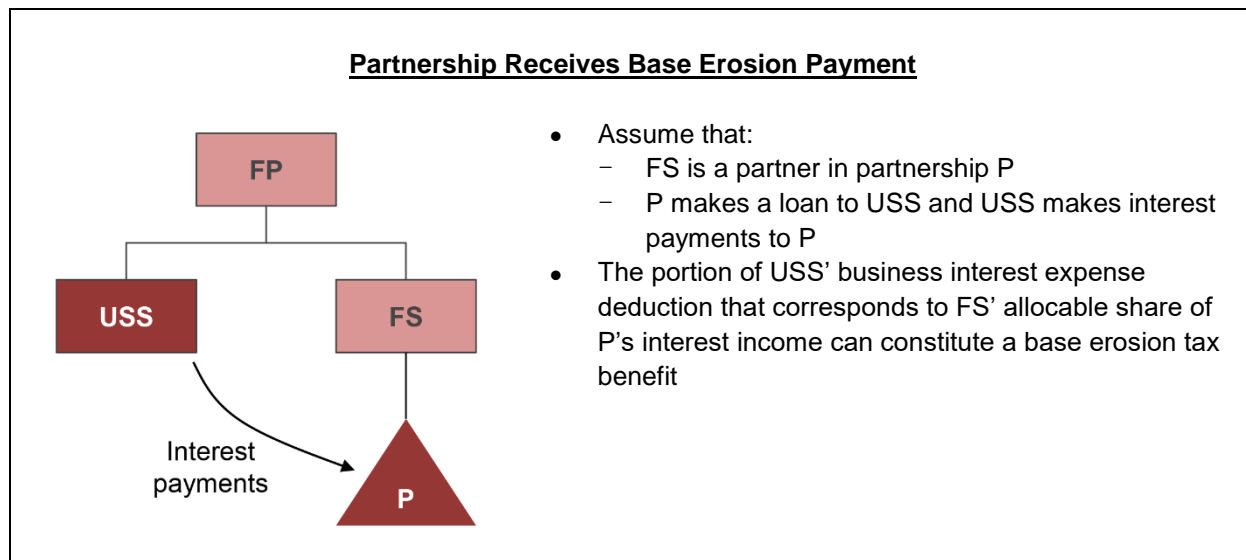 Partnership Receives Base Erosion Payment
FP
USS
FS
Interest
payments
P
• Assume that:
− FS is a partner in partnership P
− P makes a loan to USS and USS makes interest
payments to P
• The portion of USS’ business interest expense
deduction that corresponds to FS’ allocable share of
P’s interest income can constitute a base erosion tax
benefit